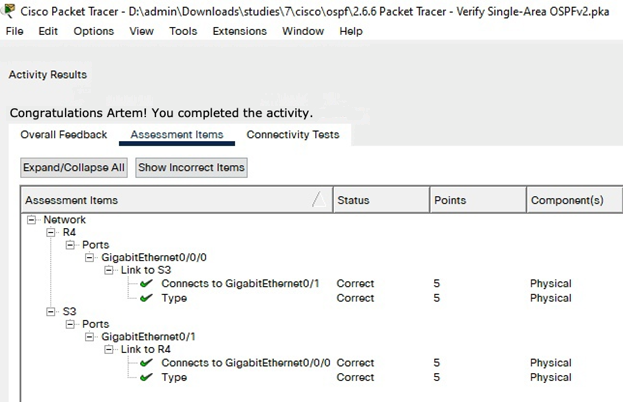 Cisco Packet Tracer - D:\admin\Downloads\studies\7\cisco\ospf\2.6.6 Packet Tracer - Verify Single-Area OSPFv2.pka
File Edit Options View Tools Extensions Window Help
Activity Results
Congratulations Artem! You completed the activity.
Overall Feedback Assessment Items Connectivity Tests
Expand/Collapse All Show Incorrect Items
Assessment Items Status Points Component(s)
Network
R4
Ports
GigabitEthernet0/0/0
Link to S3
Connects to GigabitEthernet0/1 Correct 5 Physical
Type Correct 5 Physical
S3
Ports
GigabitEthernet0/1
Link to R4
Connects to GigabitEthernet0/0/0 Correct 5 Physical
Type Correct 5 Physical